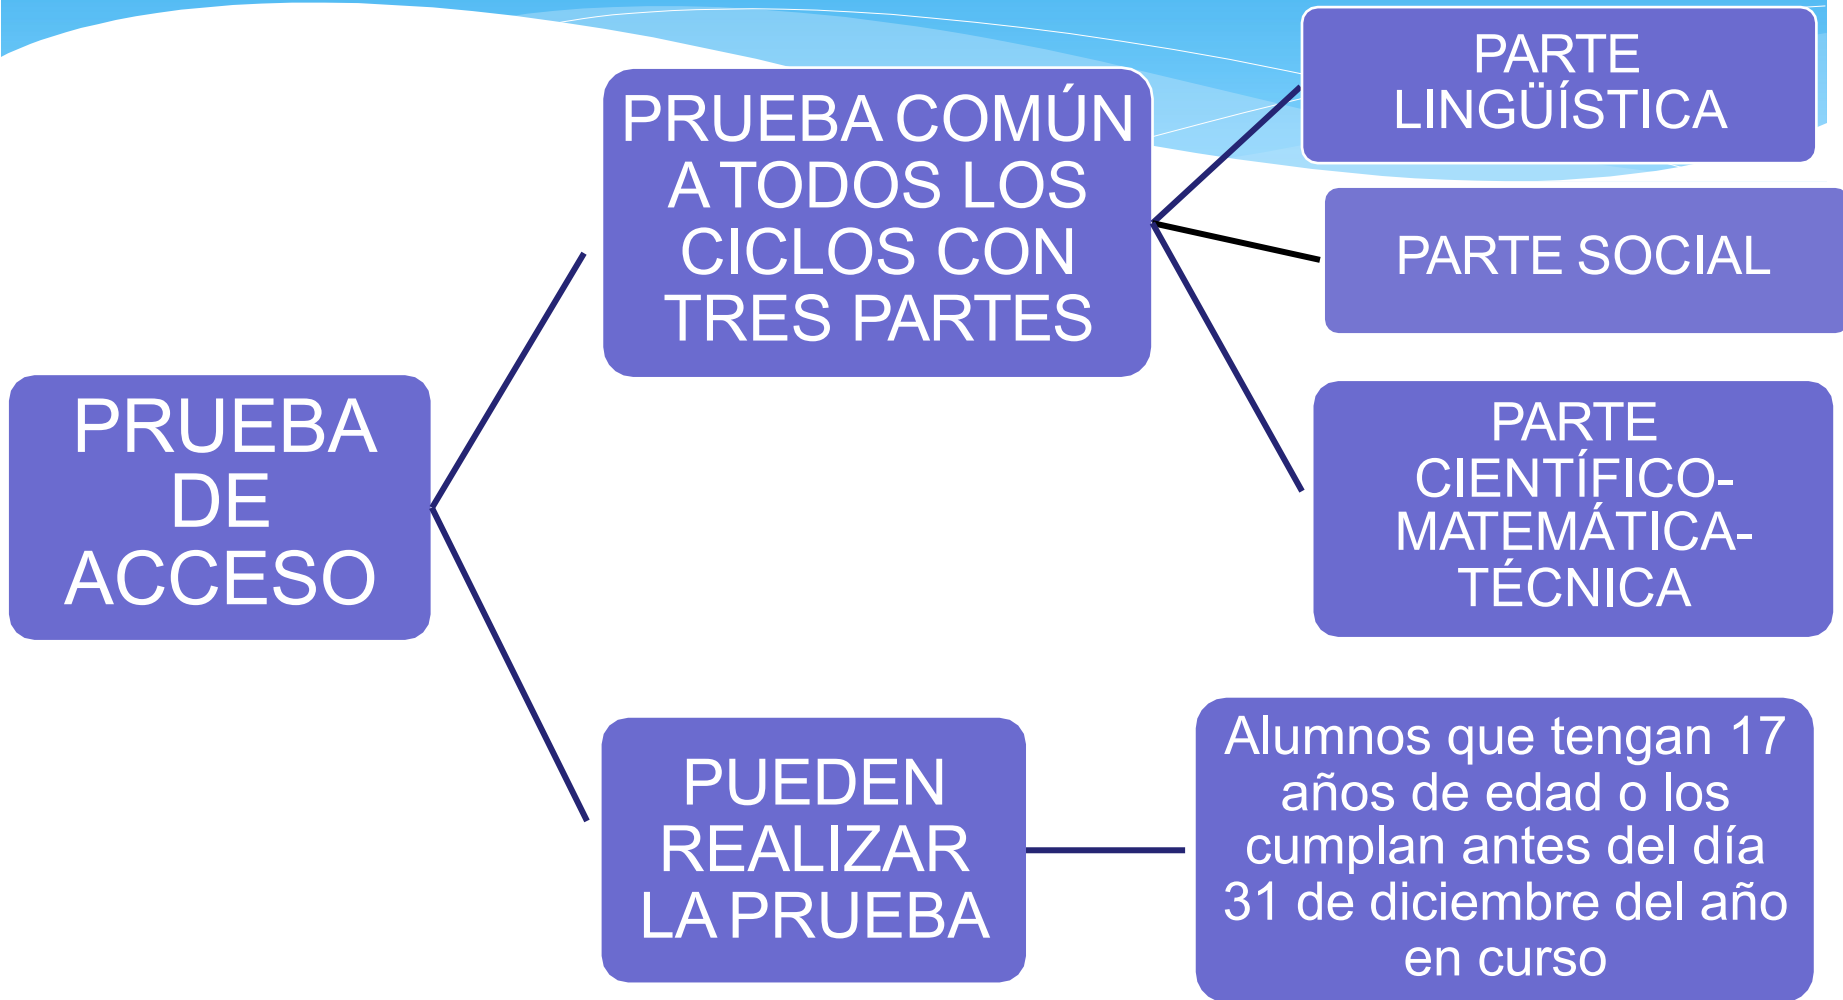 PRUEBA
DE
ACCESO
PRUEBA COMÚN
A TODOS LOS
CICLOS CON
TRES PARTES
PARTE
LINGÜÍSTICA
PARTE SOCIAL
PARTE
CIENTÍFICO-
MATEMÁTICA-
TÉCNICA
PUEDEN
REALIZAR
LA PRUEBA
Alumnos que tengan 17
años de edad o los
cumplan antes del día
31 de diciembre del año
en curso